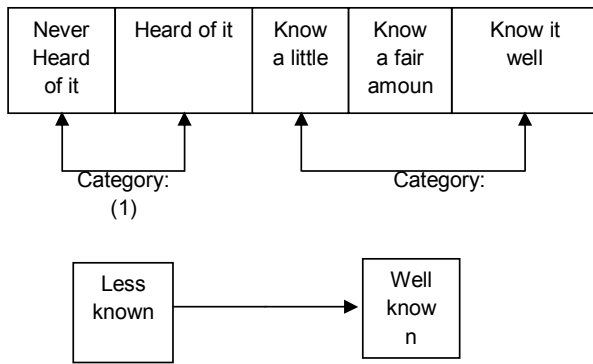 Never
Heard
of it
Heard of it
Know
a little
Know
a fair
amoun
Know it
well
Category:
(1)
Category:
Less
known
Well
know
n